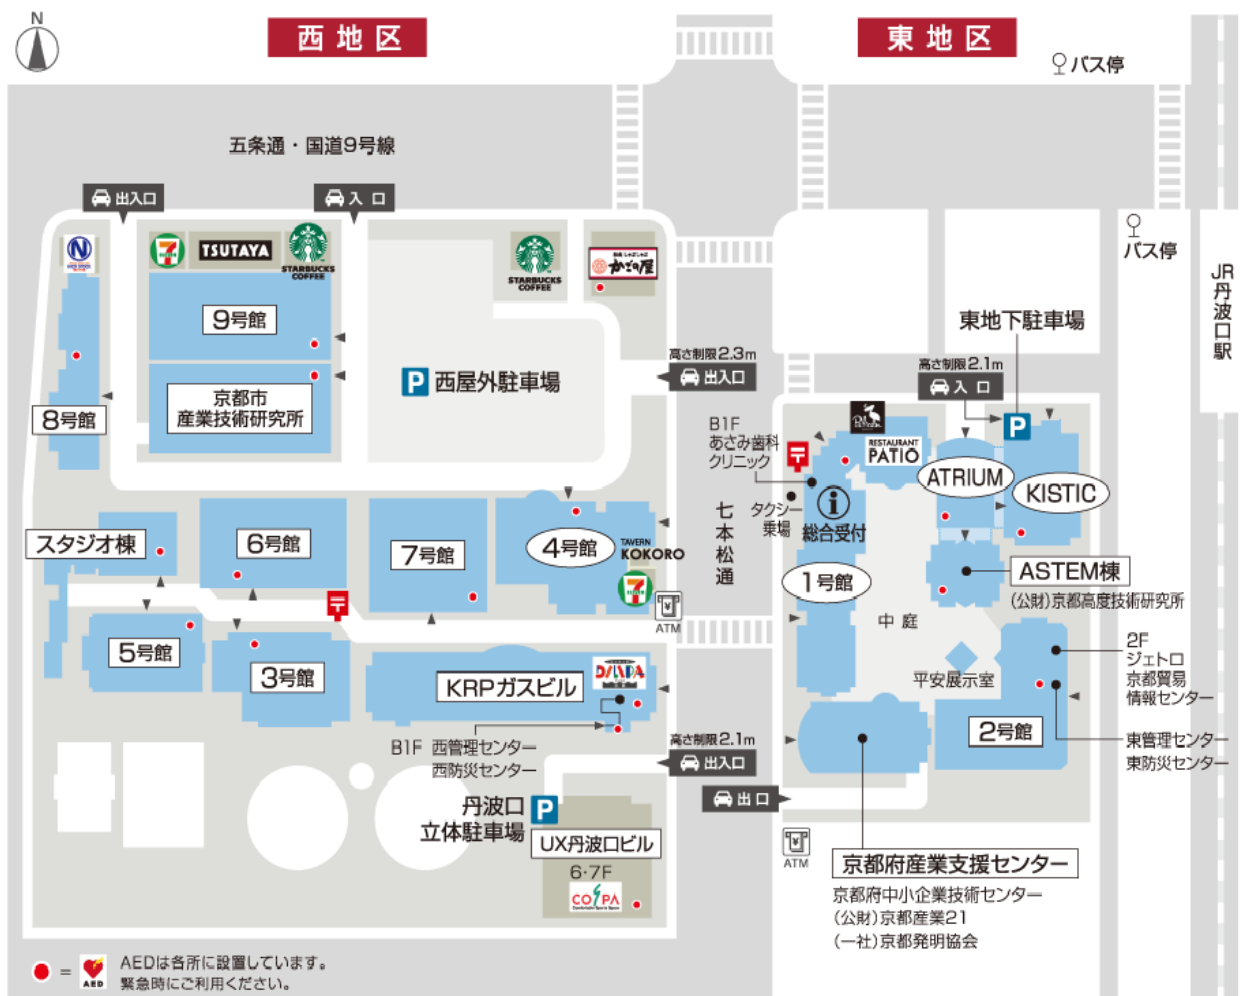 N
西地区
東地区
バス停
五条通・国道9号線
出入口
入口
バス停
JR丹波口駅
7
ELEVEN
TSUTAYA
STARBUCKS
COFFEE
STARBUCKS
COFFEE
かごの屋
9号館
京都市
産業技術研究所
8号館
P 西屋外駐車場
高さ制限2.3m
出入口
東地下駐車場
高さ制限2.1m
入口
P
B1F
あさみ歯科
クリニック
RESTAURANT
PATIO
ATRIUM
KISTIC
タクシー
乗場
総合受付
七本松通
スタジオ棟
6号館
7号館
4号館
TAVERN
KOKORO
7
ELEVEN
ATM
1号館
ASTEM棟
(公財)京都高度技術研究所
中庭
平安展示室
5号館
3号館
KRPガスビル
B1F 西管理センター
西防災センター
2F
ジェトロ
京都貿易
情報センター
2号館
東管理センター
東防災センター
高さ制限2.1m
出入口
出口
丹波口
立体駐車場
P
UX丹波口ビル
6・7F
COSPA
ATM
京都府産業支援センター
京都府中小企業技術センター
(公財)京都産業21
(一社)京都発明協会
= AED
AEDは各所に設置しています。
緊急時にご利用ください。